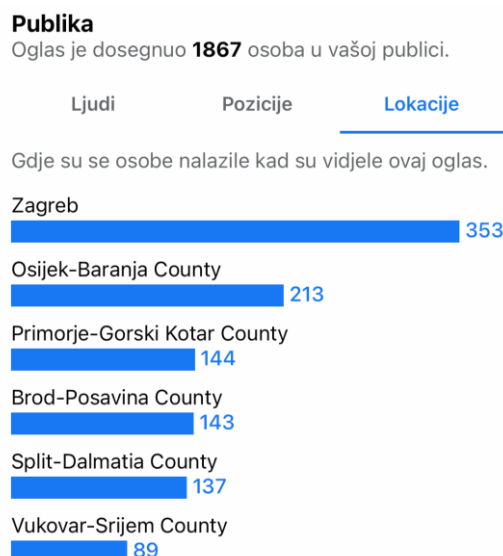 Publika
Oglas je dosegnuo 1867 osoba u vašoj publici.
Ljudi Pozicije Lokacije
Gdje su se osobe nalazile kad su vidjele ovaj oglas.
Zagreb
353
Osijek-Baranja County
213
Primorje-Gorski Kotar County
144
Brod-Posavina County
143
Split-Dalmatia County
137
Vukovar-Srijem County
89